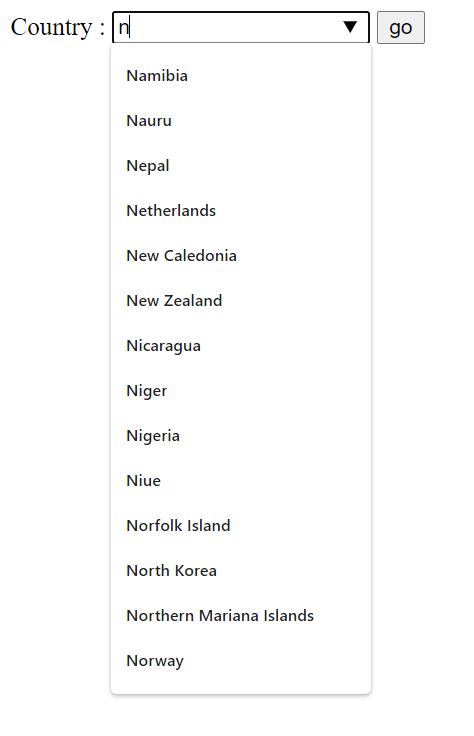 Country : n ▼ go
Namibia
Nauru
Nepal
Netherlands
New Caledonia
New Zealand
Nicaragua
Niger
Nigeria
Niue
Norfolk Island
North Korea
Northern Mariana Islands
Norway